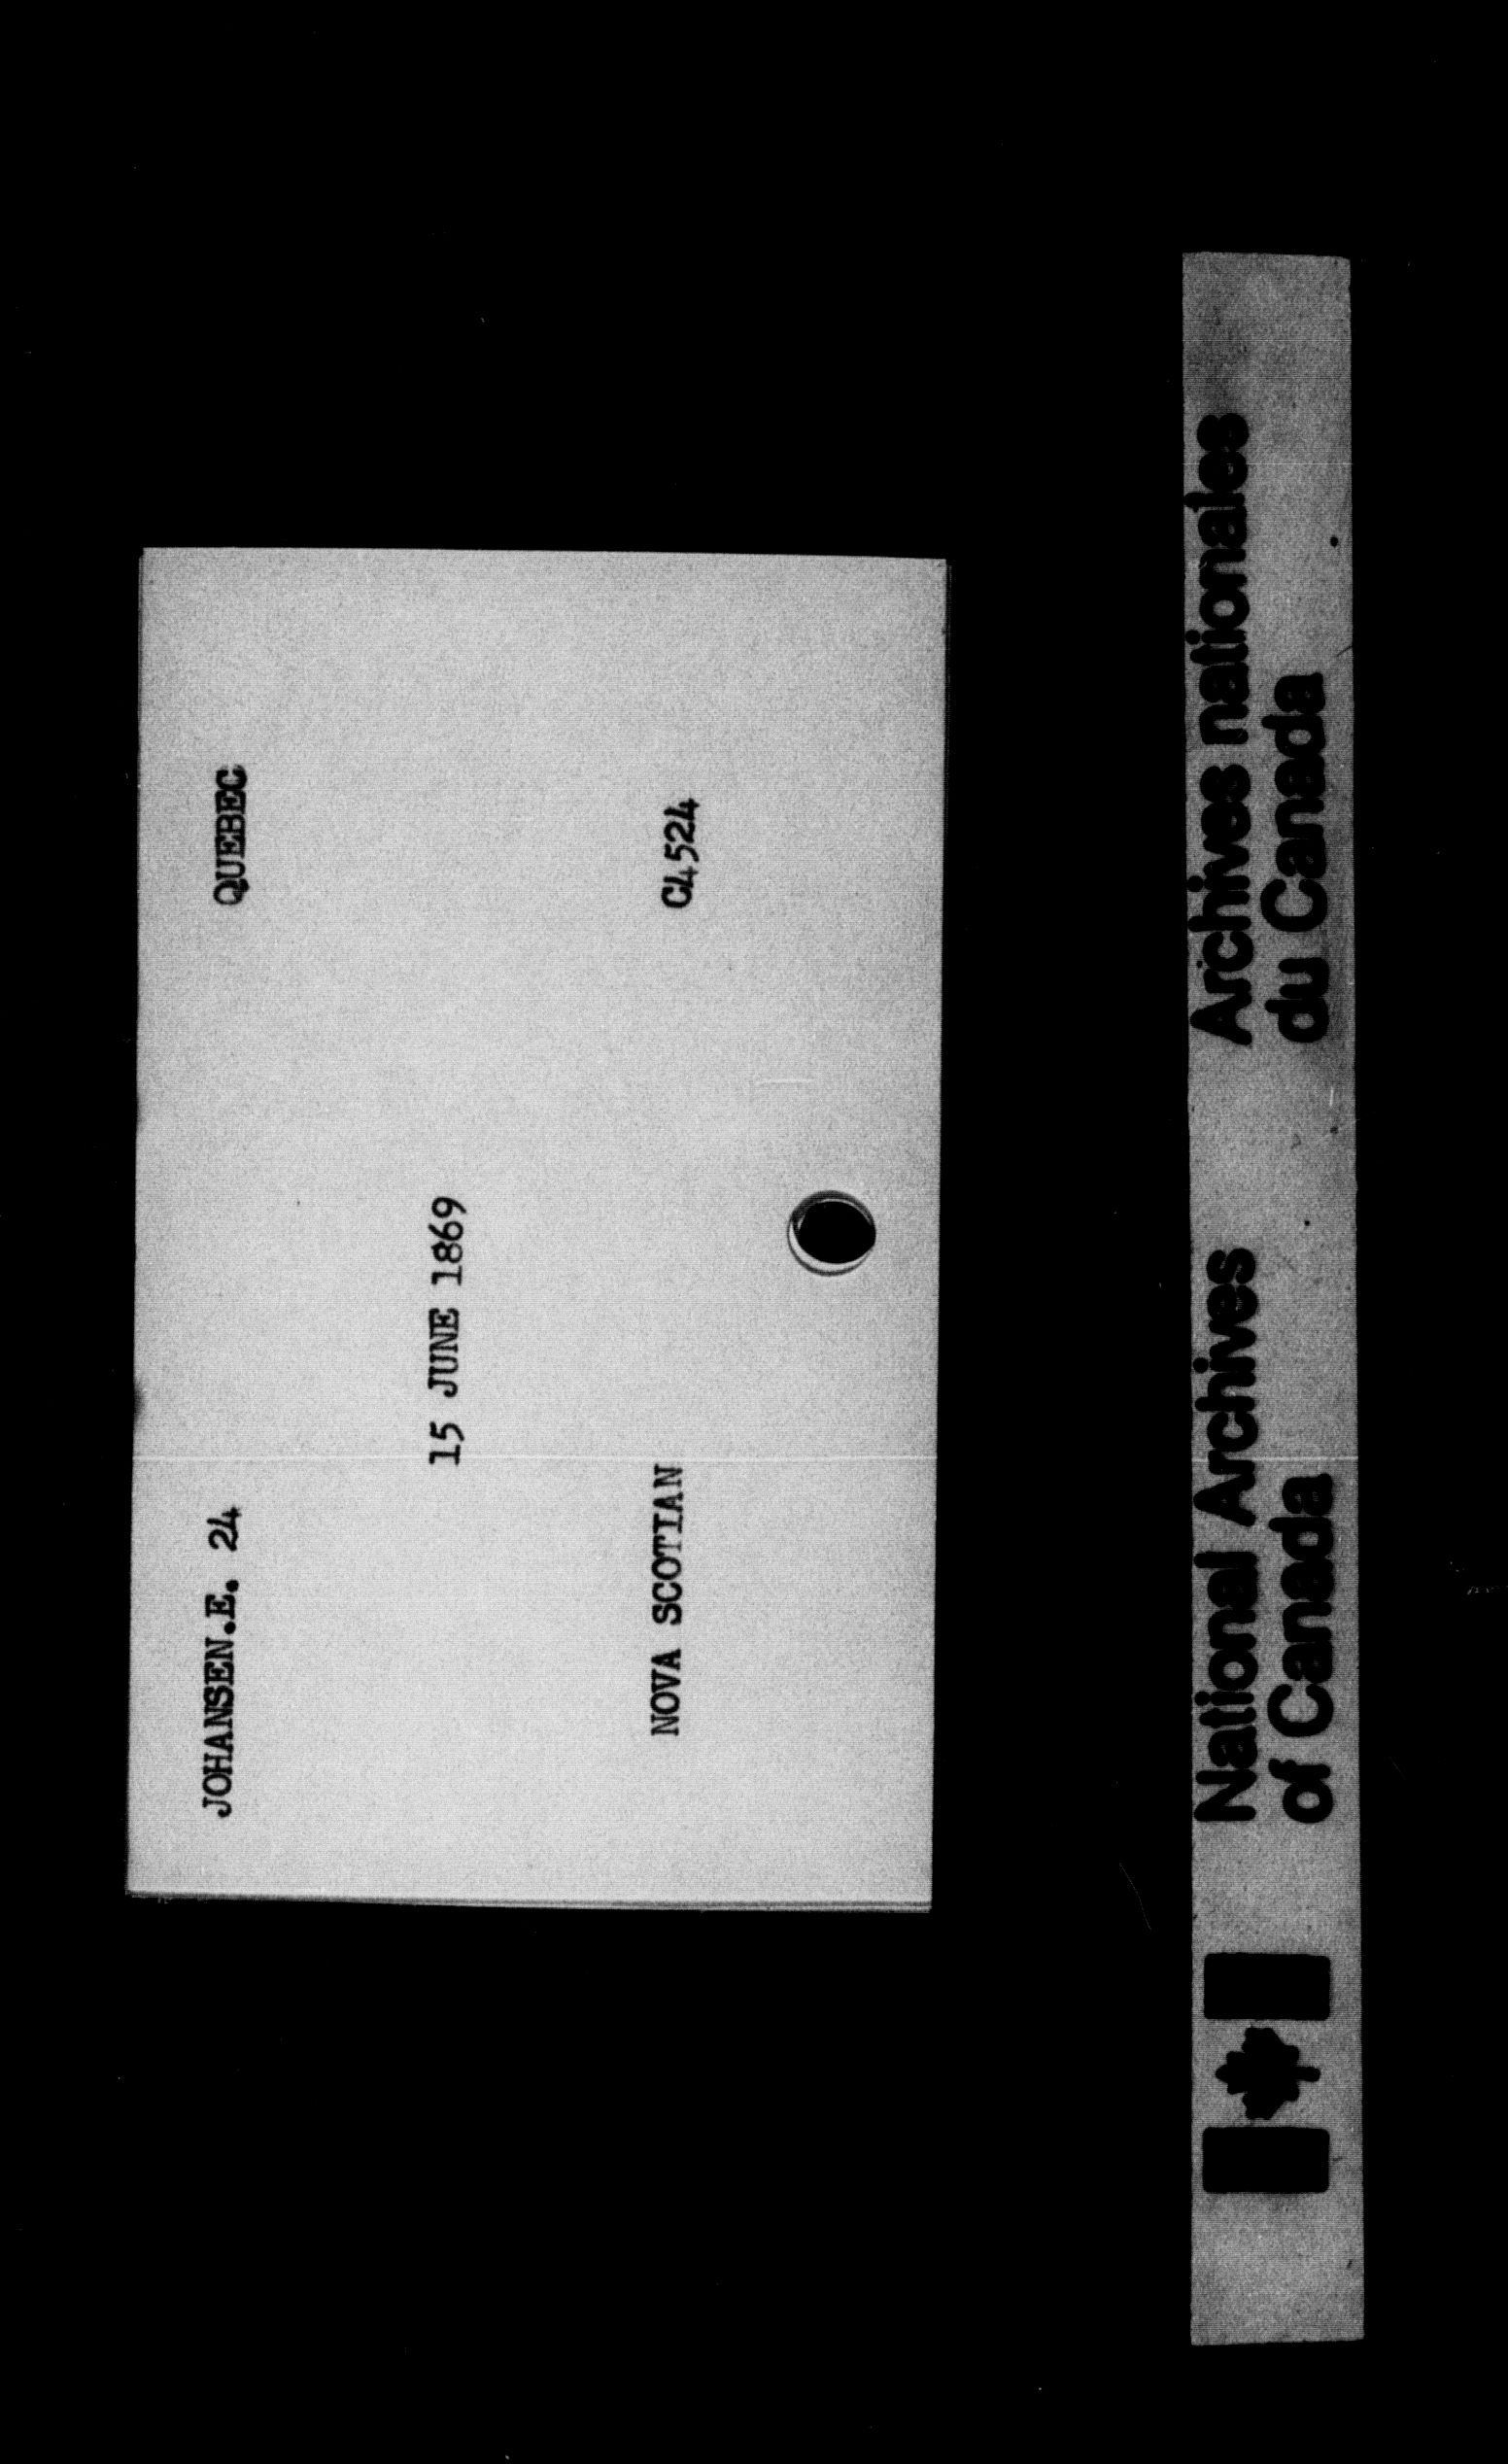 JOHANSEN.E. 24 QUEBEC
15 JUNE 1869
NOVA SCOTIAN C4524
National Archives of Canada
Archives nationales du Canada